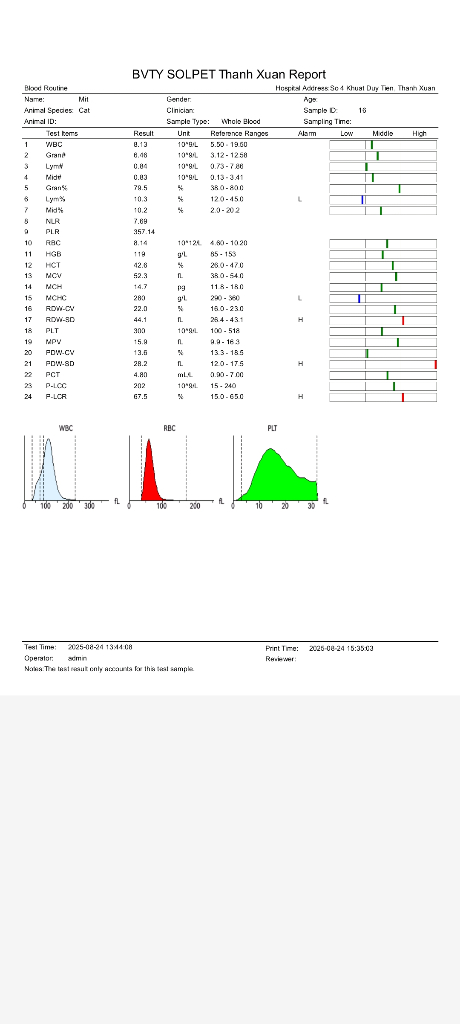 BVTY SOLPET Thanh Xuan Report
Blood Routine Hospital Address:So 4 Khuat Duy Tien, Thanh Xuan
Name: Mit Gender: Age:
Animal Species: Cat Clinician: Sample ID: 16
Animal ID: Sample Type: Whole Blood Sampling Time:
Test Items Result Unit Reference Ranges Alarm Low Middle High
1 WBC 8.13 10^9/L 5.50 - 19.50
2 Gran# 6.46 10^9/L 3.12 - 12.58
3 Lym# 0.84 10^9/L 0.73 - 7.86
4 Mid# 0.83 10^9/L 0.13 - 3.41
5 Gran% 79.5 % 38.0 - 80.0
6 Lym% 10.3 % 12.0 - 45.0 L
7 Mid% 10.2 % 2.0 - 20.2
8 NLR 7.69
9 PLR 357.14
10 RBC 8.14 10^12/L 4.60 - 10.20
11 HGB 119 g/L 85 - 153
12 HCT 42.6 % 26.0 - 47.0
13 MCV 52.3 fL 38.0 - 54.0
14 MCH 14.7 pg 11.8 - 18.0
15 MCHC 280 g/L 290 - 360 L
16 RDW-CV 22.0 % 16.0 - 23.0
17 RDW-SD 44.1 fL 26.4 - 43.1 H
18 PLT 300 10^9/L 100 - 518
19 MPV 15.9 fL 9.9 - 16.3
20 PDW-CV 13.6 % 13.3 - 18.5
21 PDW-SD 28.2 fL 12.0 - 17.5 H
22 PCT 4.80 mL/L 0.90 - 7.00
23 P-LCC 202 10^9/L 15 - 240
24 P-LCR 67.5 % 15.0 - 65.0 H
WBC RBC PLT
0 100 200 300 fL 0 100 200 fL 0 10 20 30 fL
Test Time: 2025-08-24 13:44:08 Print Time: 2025-08-24 15:35:03
Operator: admin Reviewer:
Notes:The test result only accounts for this test sample.